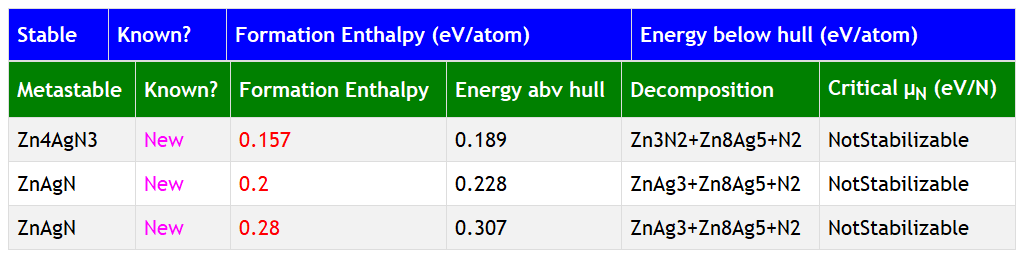 Stable Known? Formation Enthalpy (eV/atom) Energy below hull (eV/atom)
Metastable Known? Formation Enthalpy Energy abv hull Decomposition Critical μN (eV/N)
Zn4AgN3 New 0.157 0.189 Zn3N2+Zn8Ag5+N2 NotStabilizable
ZnAgN New 0.2 0.228 ZnAg3+Zn8Ag5+N2 NotStabilizable
ZnAgN New 0.28 0.307 ZnAg3+Zn8Ag5+N2 NotStabilizable